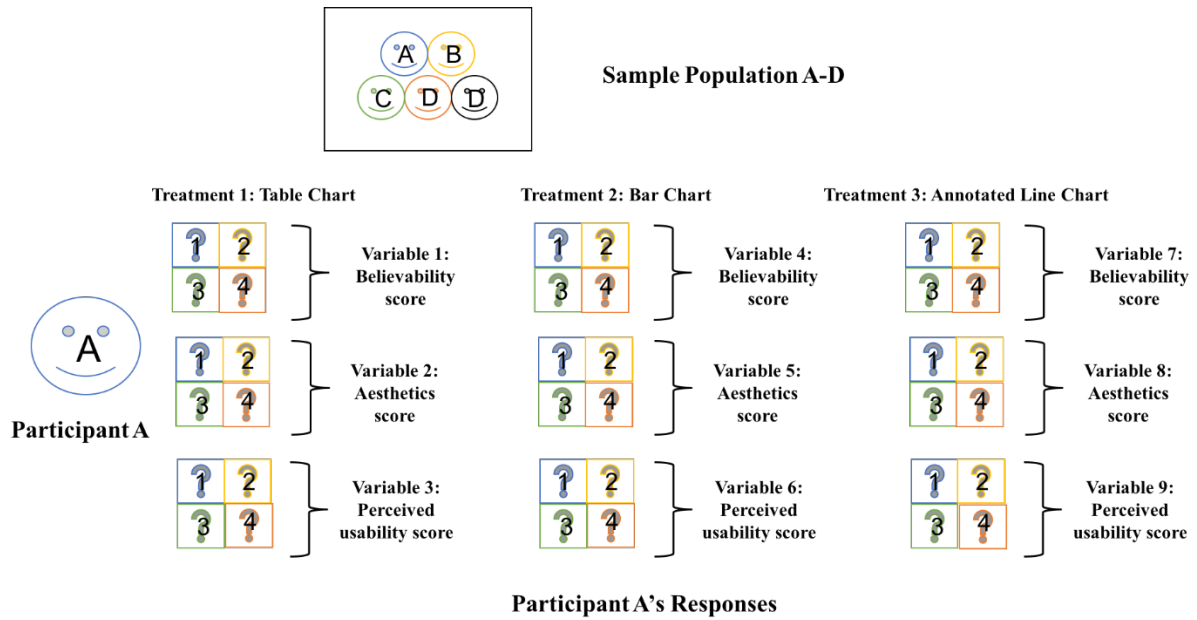 A B
Sample Population A-D
C D D
Treatment 1: Table Chart
Treatment 2: Bar Chart
Treatment 3: Annotated Line Chart
1 2
3 4
Variable 1:
Believability
score
1 2
3 4
Variable 4:
Believability
score
1 2
3 4
Variable 7:
Believability
score
A
Participant A
1 2
3 4
Variable 2:
Aesthetics
score
1 2
3 4
Variable 5:
Aesthetics
score
1 2
3 4
Variable 8:
Aesthetics
score
1 2
3 4
Variable 3:
Perceived
usability score
1 2
3 4
Variable 6:
Perceived
usability score
1 2
3 4
Variable 9:
Perceived
usability score
Participant A's Responses